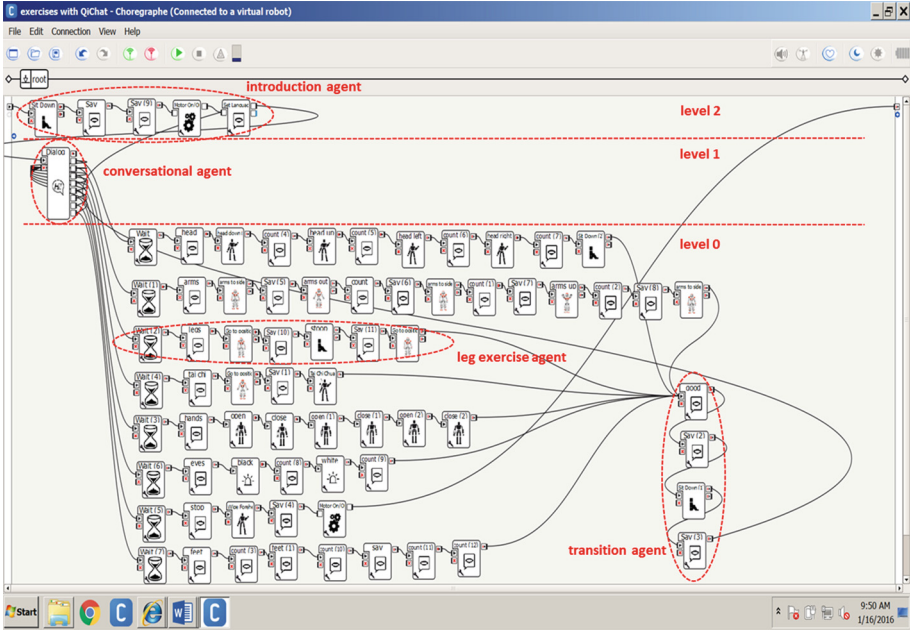 exercises with QiChat - Choregraphe (Connected to a virtual robot)
File Edit Connection View Help
root
introduction agent
Sit Down Say Say (9) Motor On/O Set Languag
level 2
level 1
Dialog
conversational agent
level 0
Wait head head down ( count (4) head up count (5) head left count (6) head right count (7) Sit Down (2
Wait (1) arms arms to side Say (5) arms out count Say (6) arms to side count (1) Say (7) arms up count (2) Say (8) arms to side
Wait (2) legs Go to postu Say (10) stoop Say (11) Go to postu
leg exercise agent
Wait (4) tai chi Go to postu Say (1) Tai Chi Chua
good
Wait (3) hands open close open (1) close (1) open (2) close (2)
Say (2)
Wait (6) eyes black count (8) white count (9)
Sit Down (1
Wait (5) stop Wipe Forehe Say (4) Motor On/O
Say (3)
transition agent
Wait (7) feet count (3) feet (1) count (10) say count (11) count (12)
Start
9:50 AM
1/16/2016